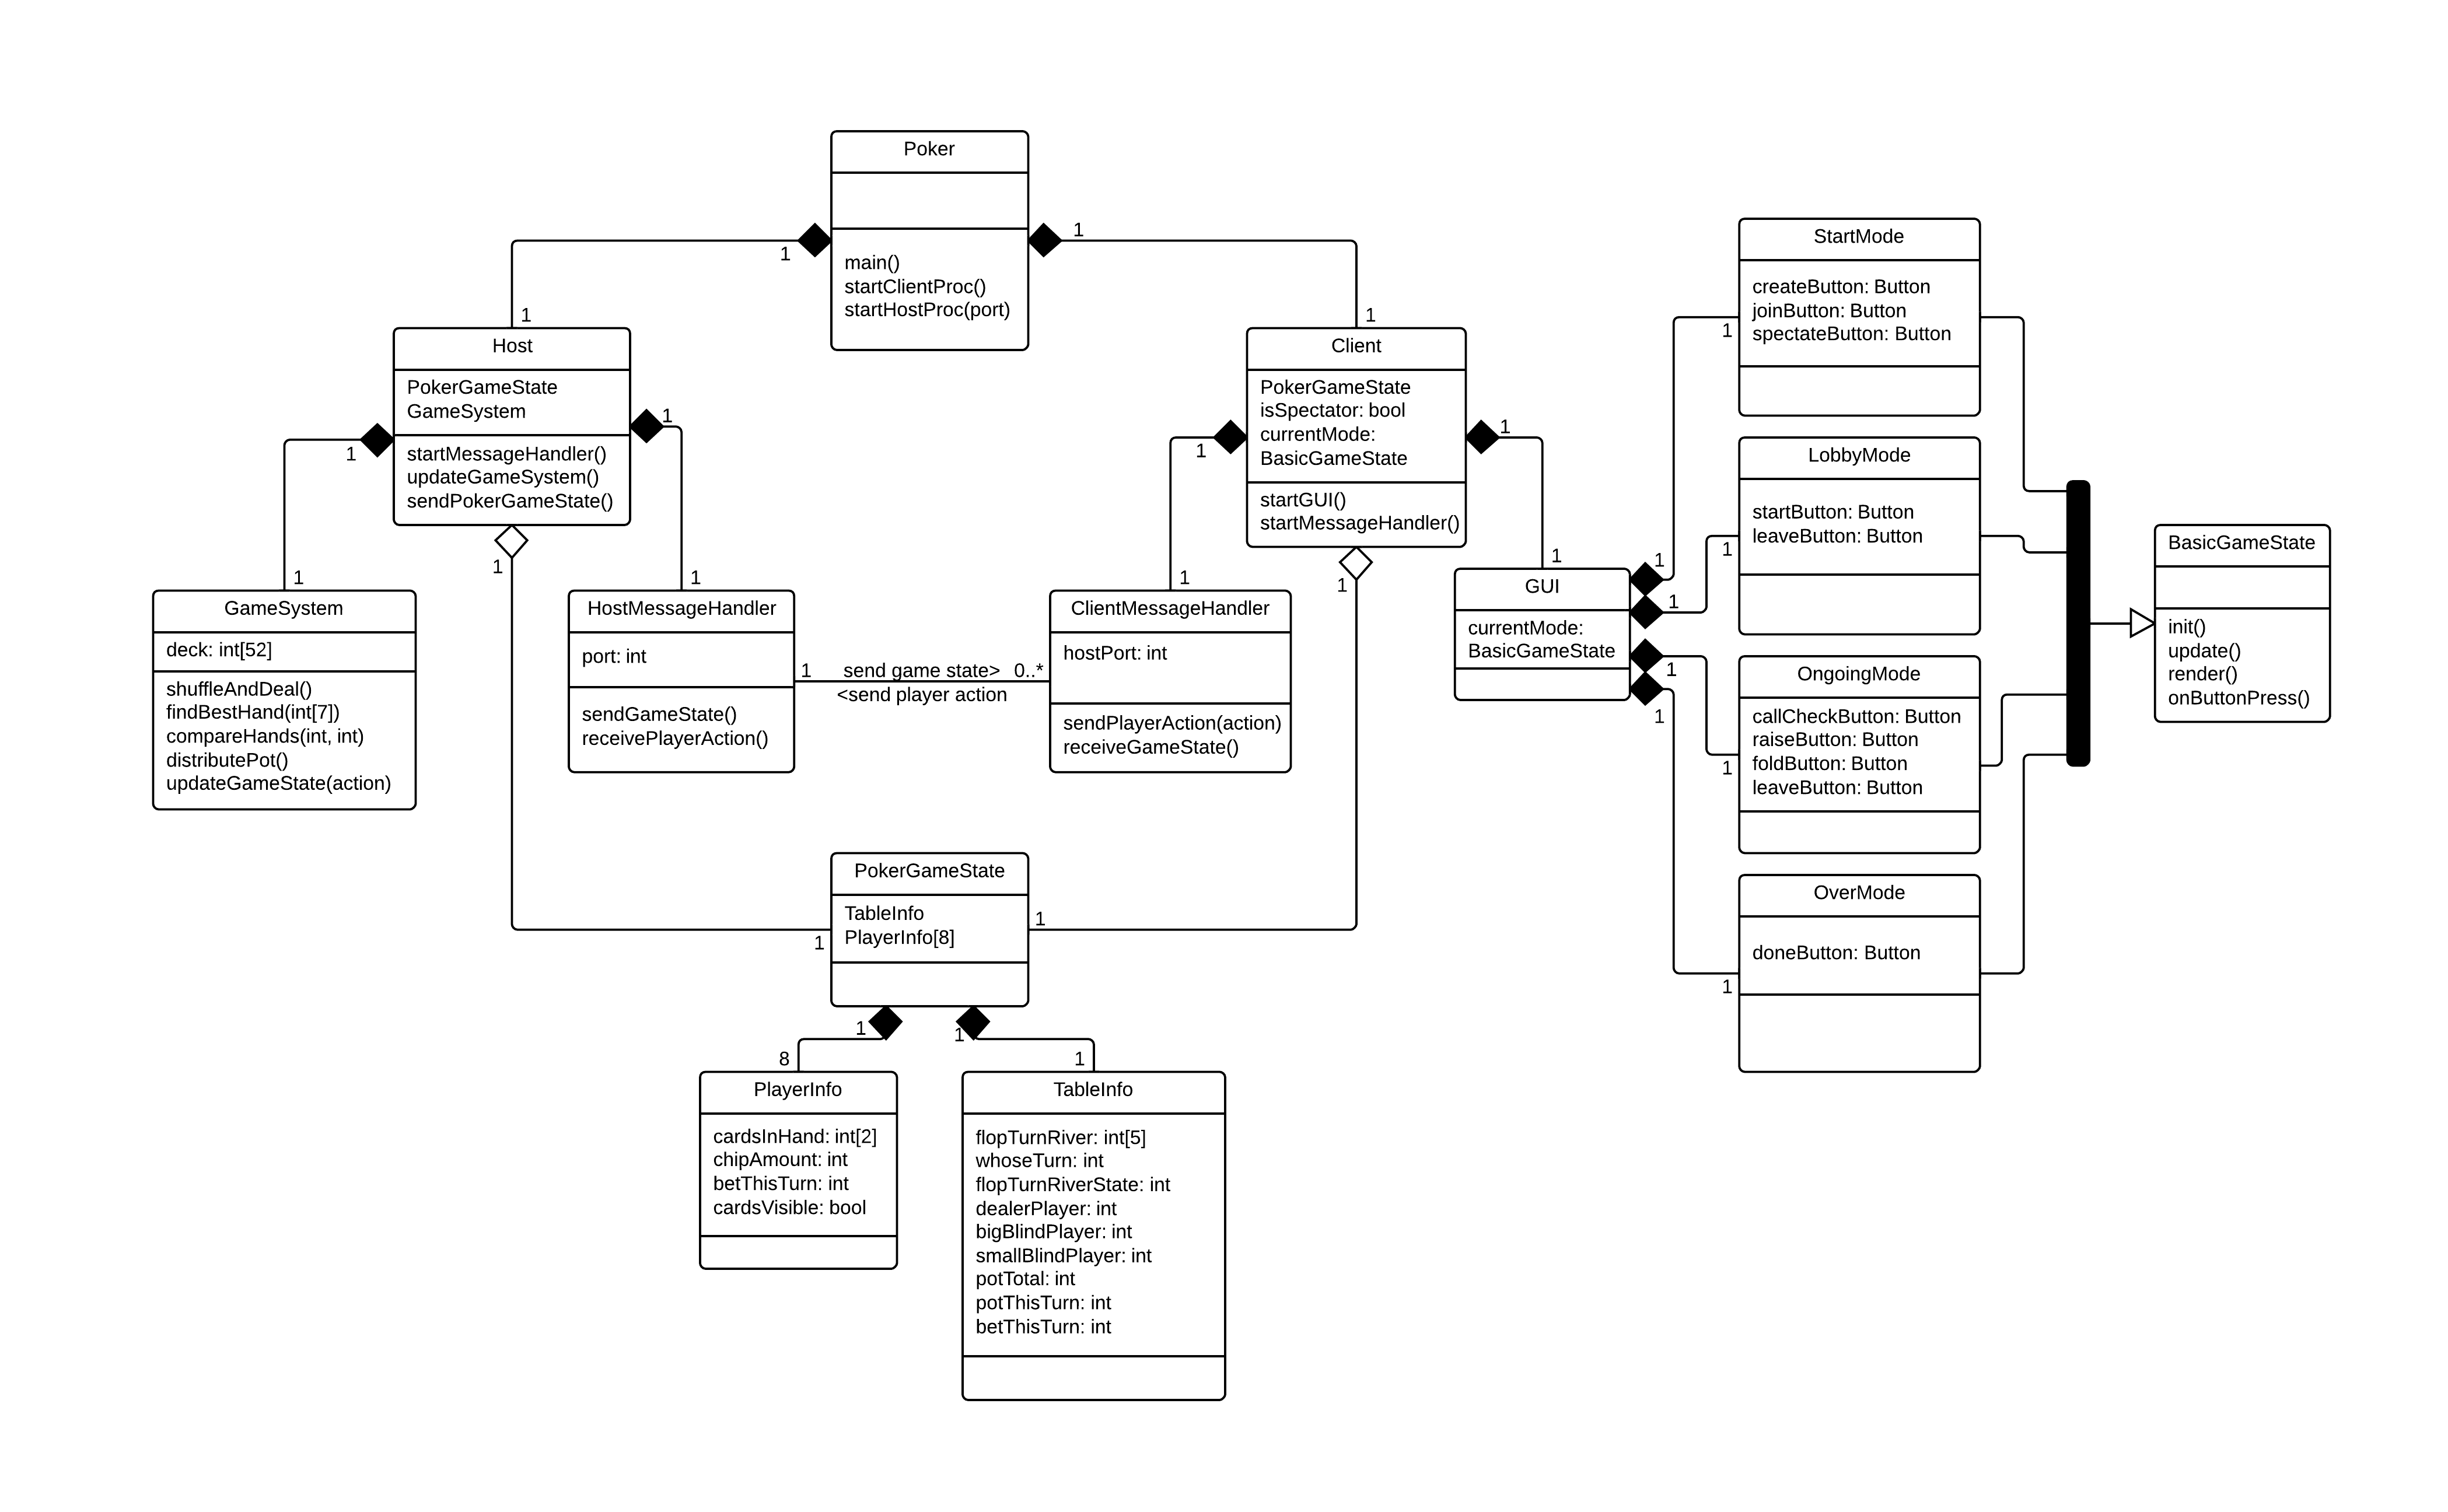 Poker
main()
startClientProc()
startHostProc(port)
1
1
1
1
Host
PokerGameState
GameSystem
startMessageHandler()
updateGameSystem()
sendPokerGameState()
1
1
1
1
1
Client
PokerGameState
isSpectator: bool
currentMode:
BasicGameState
startGUI()
startMessageHandler()
1
1
1
1
1
GameSystem
deck: int[52]
shuffleAndDeal()
findBestHand(int[7])
compareHands(int, int)
distributePot()
updateGameState(action)
HostMessageHandler
port: int
sendGameState()
receivePlayerAction()
1 send game state> 0..*
<send player action
ClientMessageHandler
hostPort: int
sendPlayerAction(action)
receiveGameState()
GUI
currentMode:
BasicGameState
1
1
1
1
StartMode
createButton: Button
joinButton: Button
spectateButton: Button
1
LobbyMode
startButton: Button
leaveButton: Button
1
OngoingMode
callCheckButton: Button
raiseButton: Button
foldButton: Button
leaveButton: Button
1
OverMode
doneButton: Button
1
BasicGameState
init()
update()
render()
onButtonPress()
PokerGameState
TableInfo
PlayerInfo[8]
1
1
1
1
8
1
PlayerInfo
cardsInHand: int[2]
chipAmount: int
betThisTurn: int
cardsVisible: bool
TableInfo
flopTurnRiver: int[5]
whoseTurn: int
flopTurnRiverState: int
dealerPlayer: int
bigBlindPlayer: int
smallBlindPlayer: int
potTotal: int
potThisTurn: int
betThisTurn: int